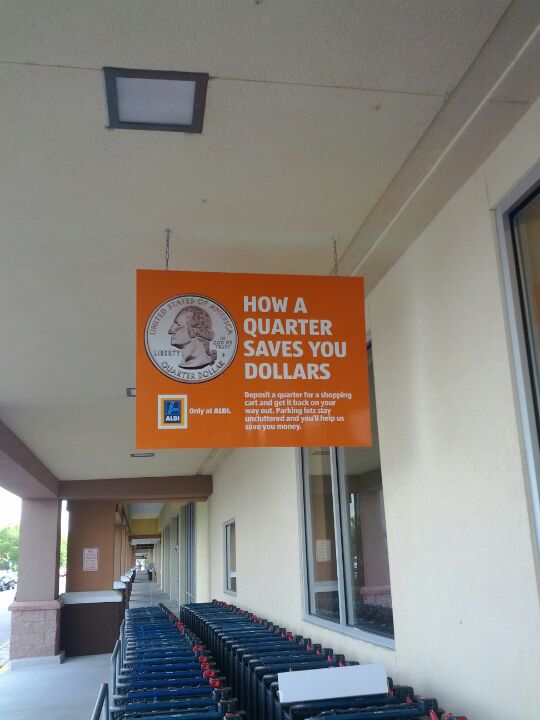 UNITED STATES OF AMERICA
LIBERTY
IN
GOD WE
TRUST
QUARTER DOLLAR
HOW A
QUARTER
SAVES YOU
DOLLARS
Deposit a quarter for a shopping
cart and get it back on your
way out. Parking lots stay
uncluttered and you'll help us
save you money.
ALDI
Only at ALDI.